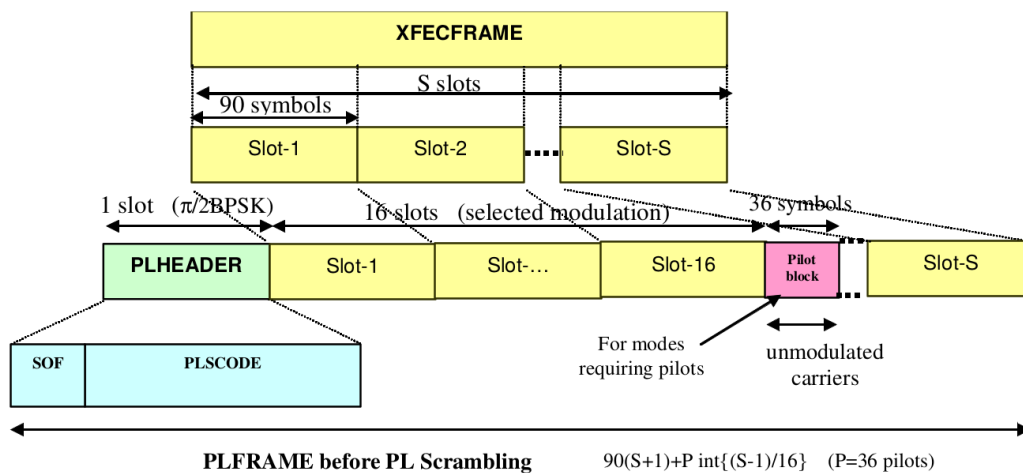 XFECFRAME
S slots
90 symbols
Slot-1
Slot-2
Slot-S
1 slot (π/2BPSK)
16 slots (selected modulation)
36 symbols
PLHEADER
Slot-1
Slot-...
Slot-16
Pilot
block
Slot-S
SOF
PLSCODE
For modes
requiring pilots
unmodulated
carriers
PLFRAME before PL Scrambling 90(S+1)+P int{(S-1)/16} (P=36 pilots)